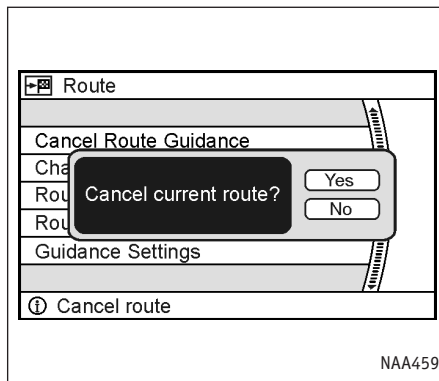 Route
Cancel Route Guidance
Cha
Rou
Rou
Cancel current route?
Yes
No
Guidance Settings
Cancel route
NAA459